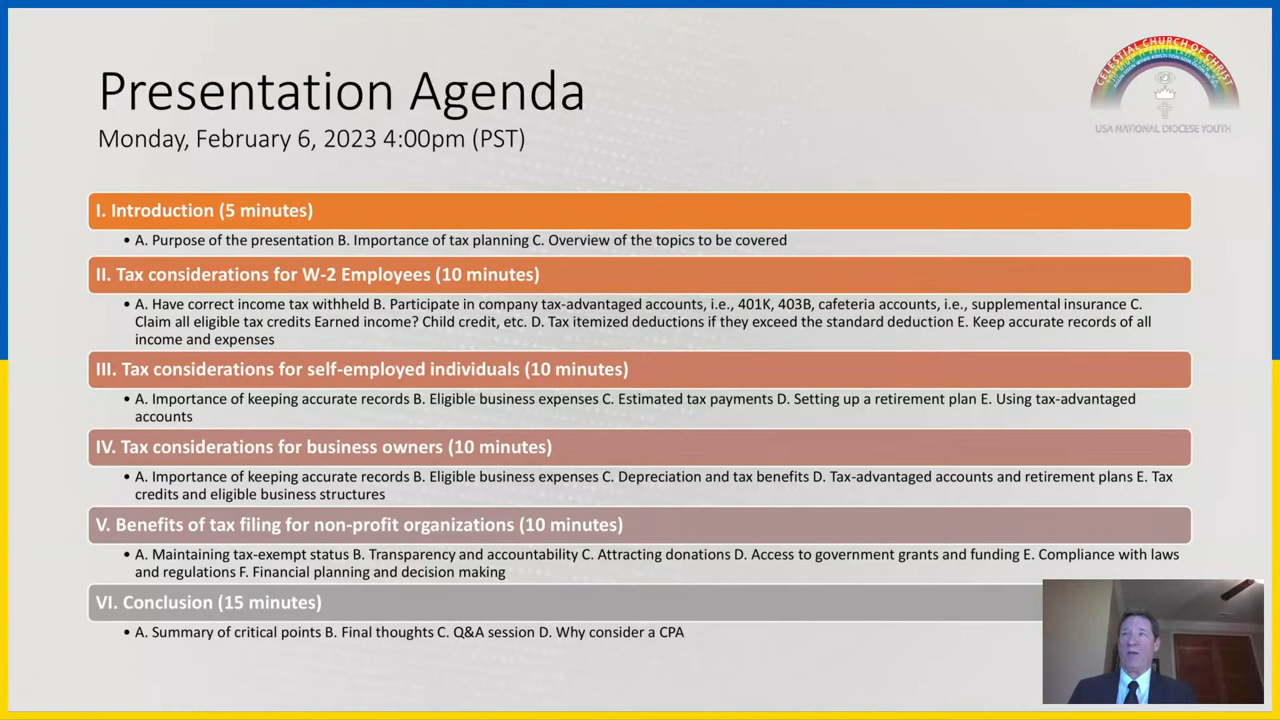 Presentation Agenda
Monday, February 6, 2023 4:00pm (PST)
CELESTIAL CHURCH OF CHRIST
USA NATIONAL DIOCESE YOUTH
I. Introduction (5 minutes)
• A. Purpose of the presentation B. Importance of tax planning C. Overview of the topics to be covered
II. Tax considerations for W-2 Employees (10 minutes)
• A. Have correct income tax withheld B. Participate in company tax-advantaged accounts, i.e., 401K, 403B, cafeteria accounts, i.e., supplemental insurance C.
Claim all eligible tax credits Earned income? Child credit, etc. D. Tax itemized deductions if they exceed the standard deduction E. Keep accurate records of all
income and expenses
III. Tax considerations for self-employed individuals (10 minutes)
• A. Importance of keeping accurate records B. Eligible business expenses C. Estimated tax payments D. Setting up a retirement plan E. Using tax-advantaged
accounts
IV. Tax considerations for business owners (10 minutes)
• A. Importance of keeping accurate records B. Eligible business expenses C. Depreciation and tax benefits D. Tax-advantaged accounts and retirement plans E. Tax
credits and eligible business structures
V. Benefits of tax filing for non-profit organizations (10 minutes)
• A. Maintaining tax-exempt status B. Transparency and accountability C. Attracting donations D. Access to government grants and funding E. Compliance with laws
and regulations F. Financial planning and decision making
VI. Conclusion (15 minutes)
• A. Summary of critical points B. Final thoughts C. Q&A session D. Why consider a CPA